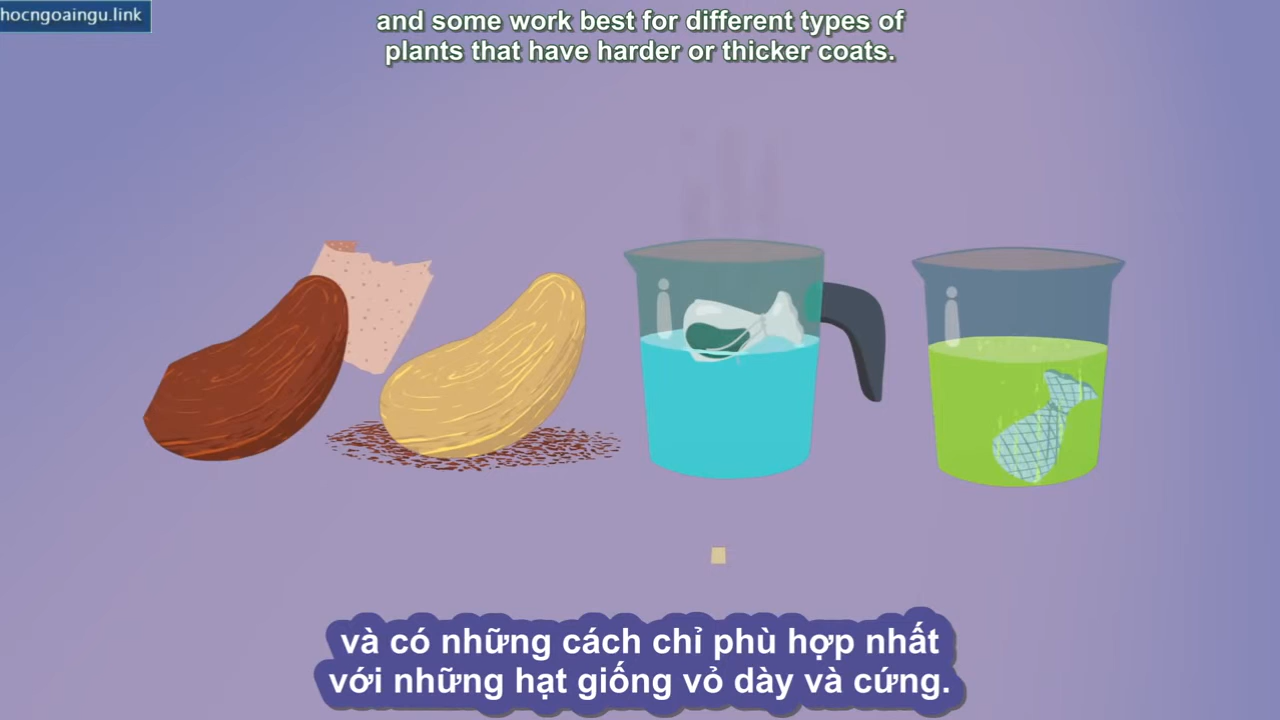 hocngoaingu.link
and some work best for different types of
plants that have harder or thicker coats.
và có những cách chỉ phù hợp nhất
với những hạt giống vỏ dày và cứng.